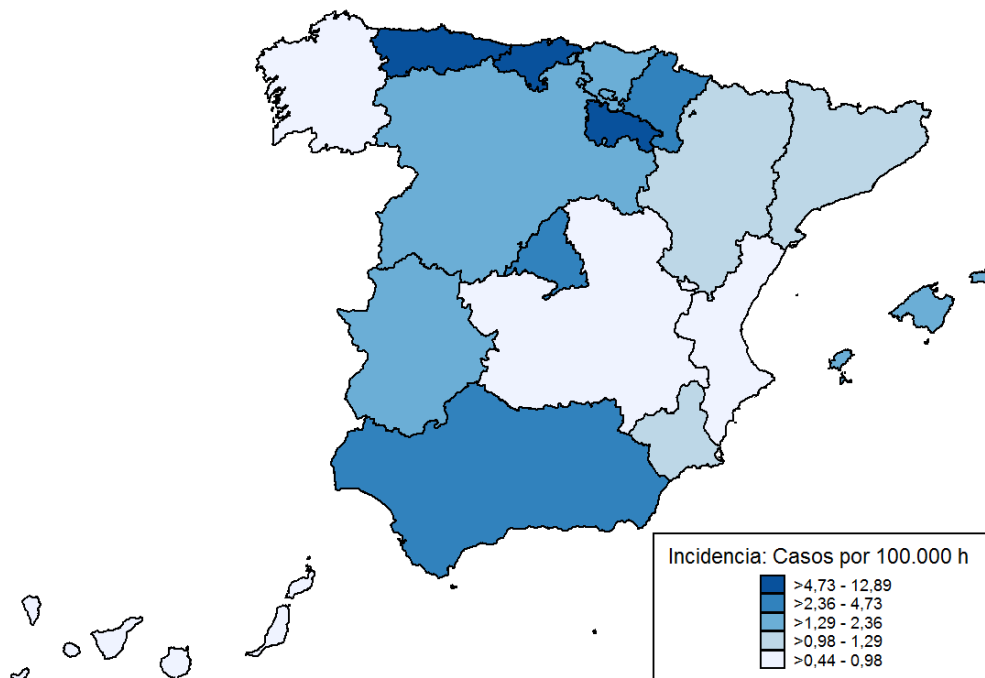 Incidencia: Casos por 100.000 h
>4,73 - 12,89
>2,36 - 4,73
>1,29 - 2,36
>0,98 - 1,29
>0,44 - 0,98